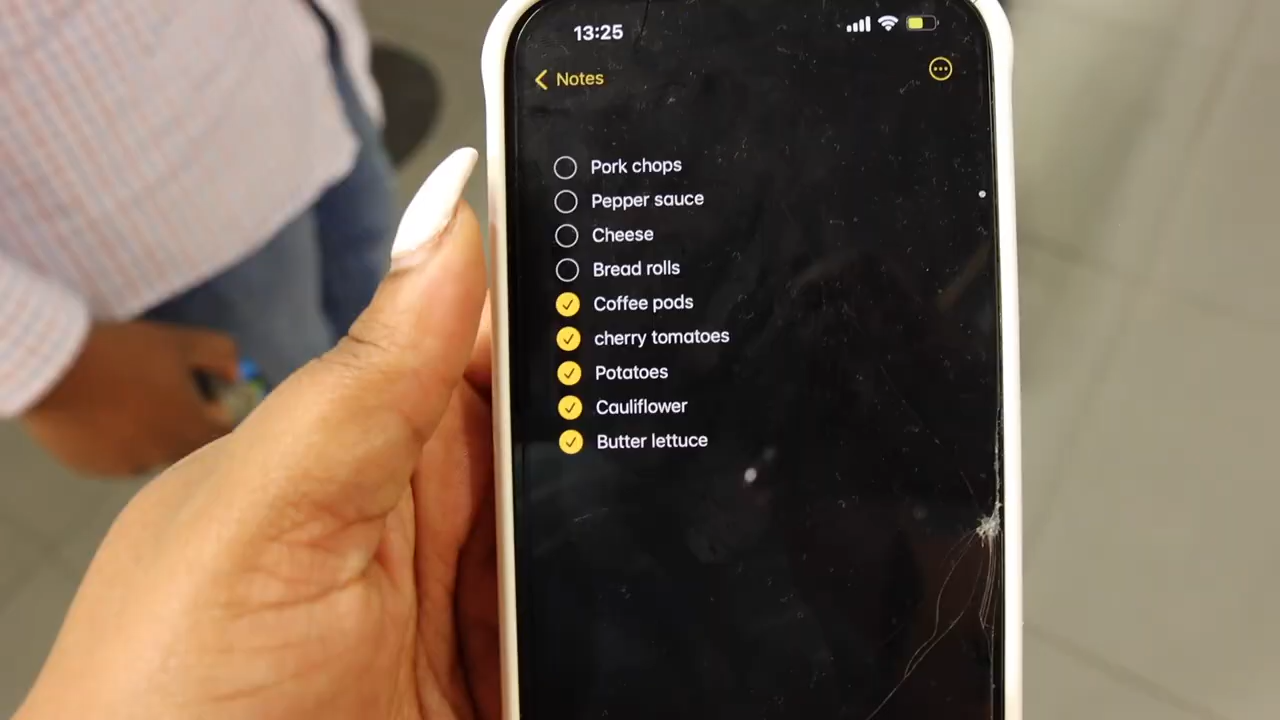 13:25
Notes
Pork chops
Pepper sauce
Cheese
Bread rolls
Coffee pods
cherry tomatoes
Potatoes
Cauliflower
Butter lettuce